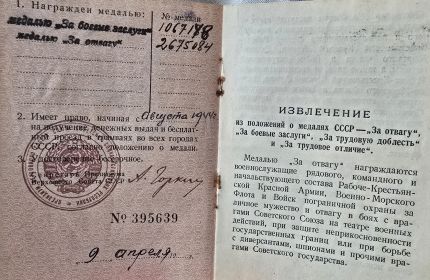 1. Награжден медалью:
№ медали
медалью „За боевые заслуги"
1067188
медалью „За отвагу"
2675084
2. Имеет право, начиная с
Августа 1944 г.
на получение денежных выдач и бесплат-
ный проезд в трамваях во всех городах
СССР, согласно положению о медали.
3. Удостоверение бессрочное.
Президиума
А. Горкин
№ 395639
9 апреля
ИЗВЛЕЧЕНИЕ
из положений о медалях СССР—„За отвагу",
„За боевые заслуги", „За трудовую доблесть"
и „За трудовое отличие".
Медалью „За отвагу" награждаются
военнослужащие рядового, командного и
начальствующего состава Рабоче-Крестьян-
ской Красной Армии, Военно-Морского
Флота и Войск пограничной охраны за
личное мужество и отвагу в боях с вра-
гами Советского Союза на театре военных
действий, при защите неприкосновенности
государственных границ или при борьбе
с диверсантами, шпионами и прочими вра-
гами Советского государства.